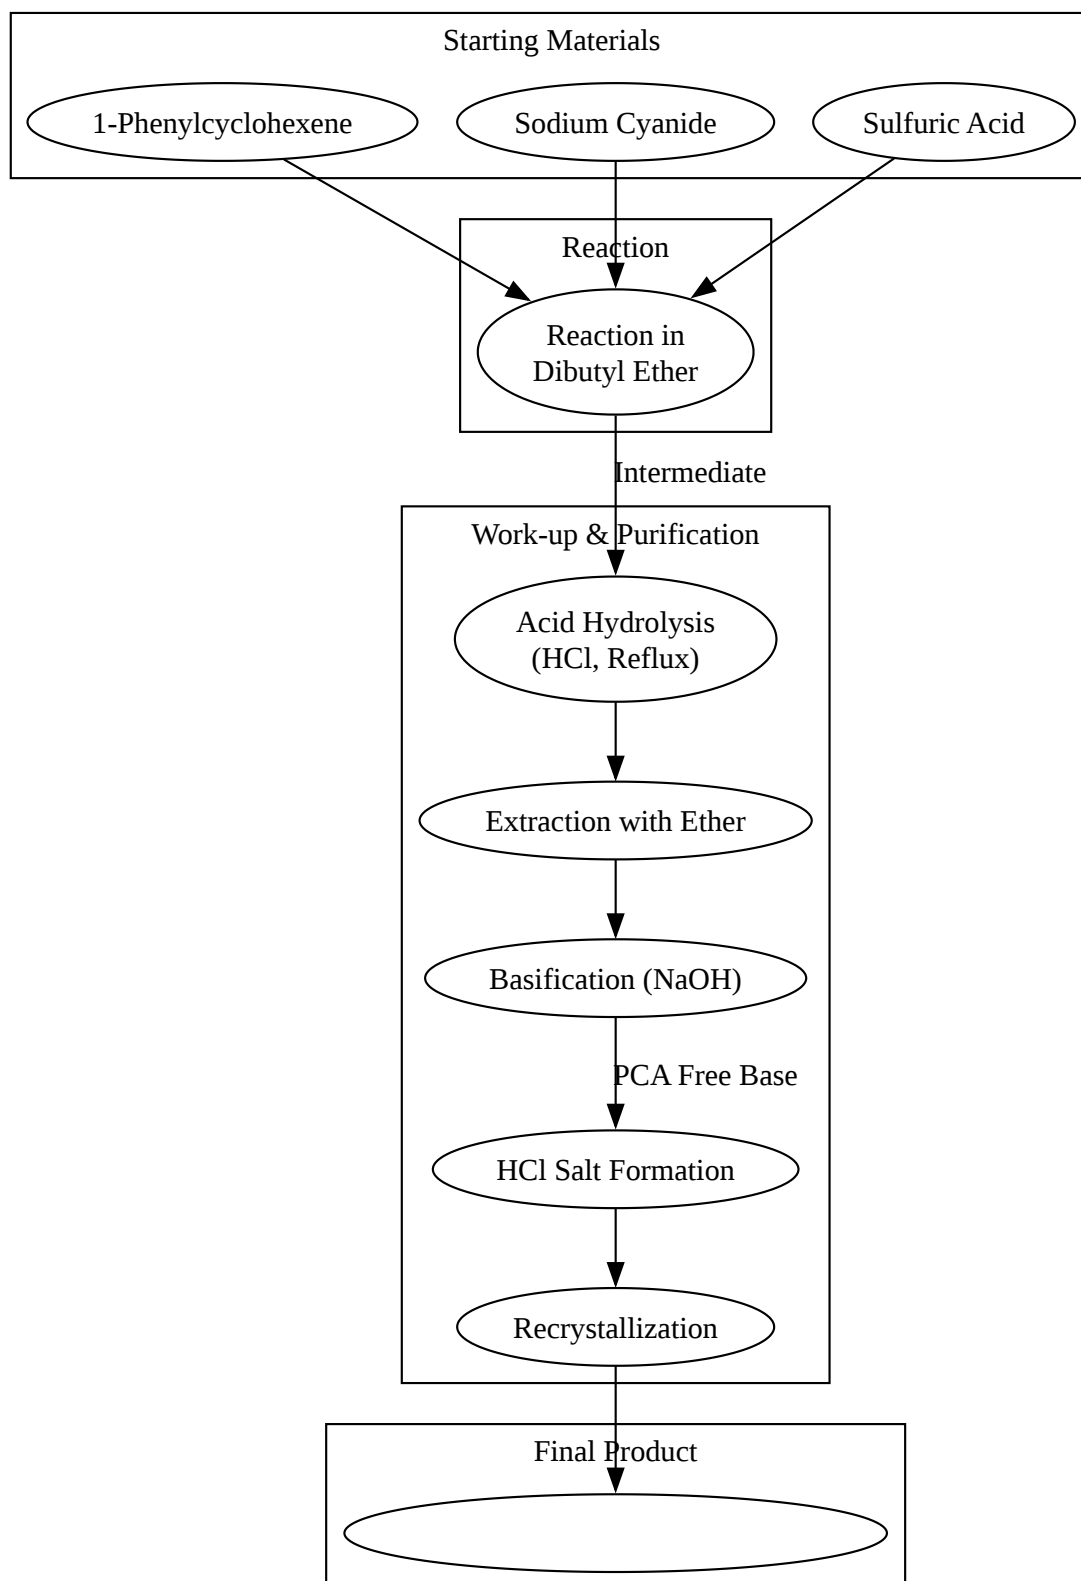 Starting Materials
1-Phenylcyclohexene
Sodium Cyanide
Sulfuric Acid
Reaction
Reaction in
Dibutyl Ether
Intermediate
Work-up & Purification
Acid Hydrolysis
(HCl, Reflux)
Extraction with Ether
Basification (NaOH)
PCA Free Base
HCl Salt Formation
Recrystallization
Final Product